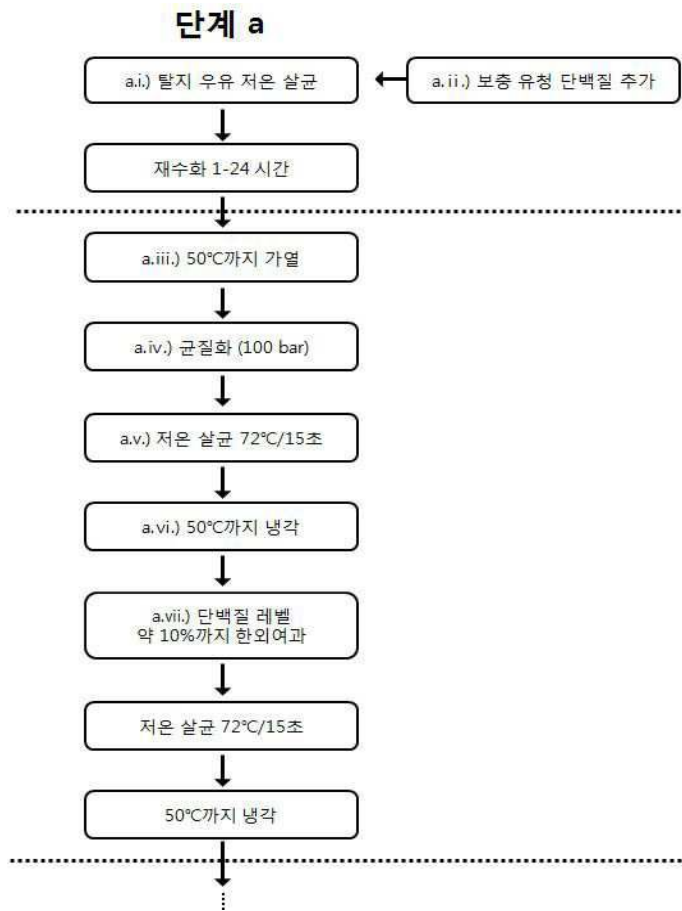 단계 a
a.i.) 탈지 우유 저온 살균
a.ii.) 보충 유청 단백질 추가
재수화 1-24 시간
a.iii.) 50℃까지 가열
a.iv.) 균질화 (100 bar)
a.v.) 저온 살균 72℃/15초
a.vi.) 50℃까지 냉각
a.vii.) 단백질 레벨
약 10%까지 한외여과
저온 살균 72℃/15초
50℃까지 냉각